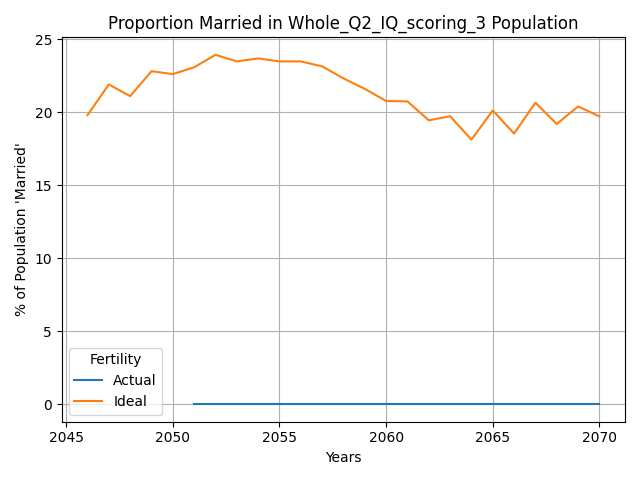 Proportion Married in Whole_Q2_IQ_scoring_3 Population
% of Population 'Married'
25
20
15
10
5
0
Fertility
Actual
Ideal
2045 2050 2055 2060 2065 2070
Years